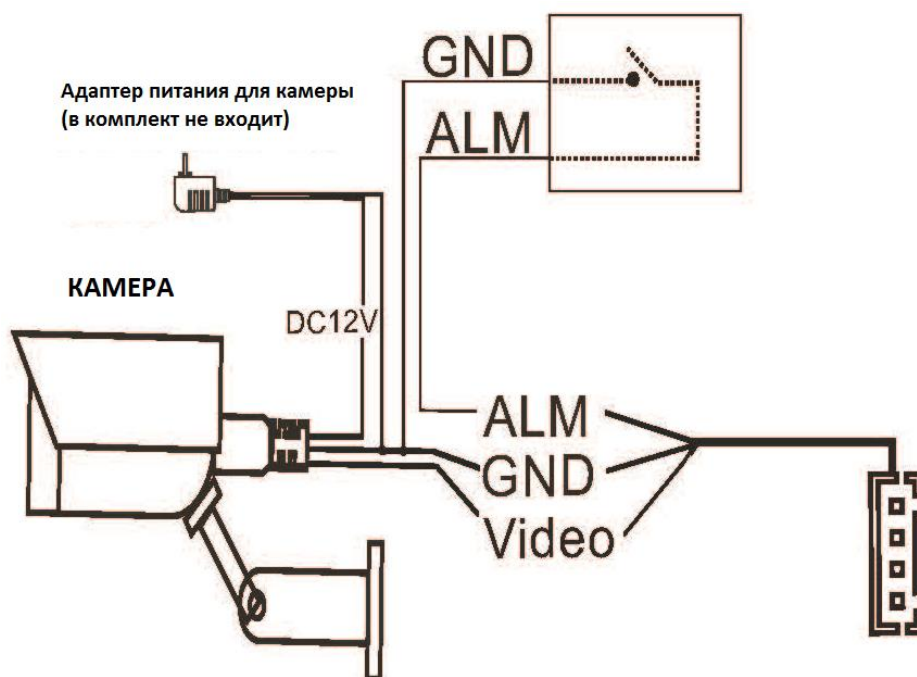 GND
Адаптер питания для камеры
(в комплект не входит)
ALM
КАМЕРА
DC12V
ALM
GND
Video